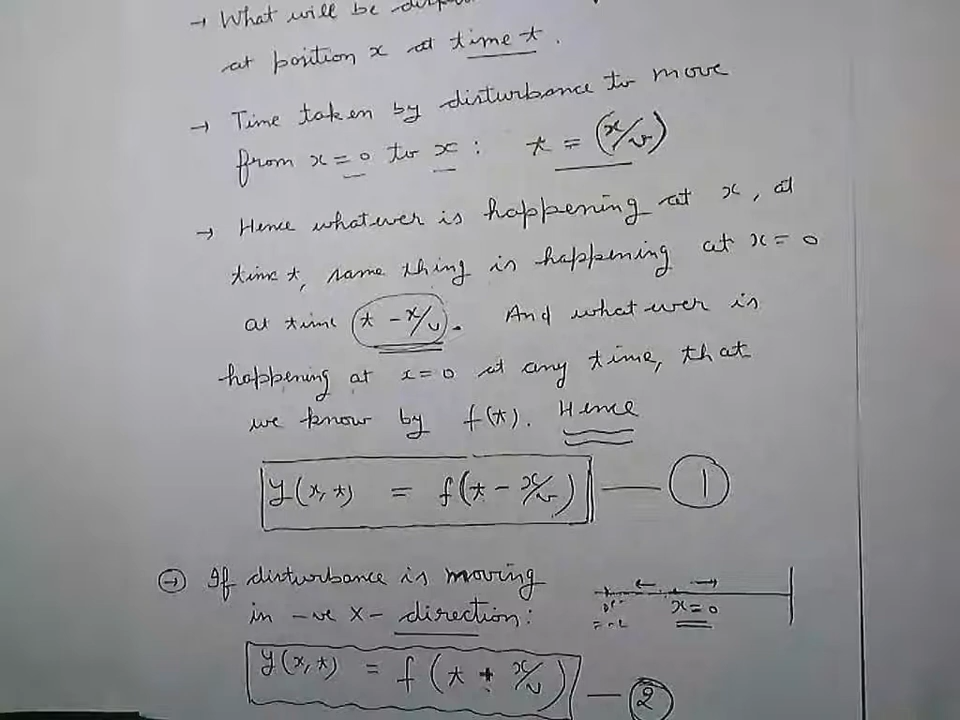 → What will be
at position x at time t.
→ Time taken by disturbance to move
from x = 0 to x : t = (x/v)
→ Hence whatever is happening at x, at
time t, same thing is happening at x = 0
at time (t - x/v). And whatever is
happening at x=0 at any time, that
we know by f(t). Hence
y(x,t) = f(t - x/v) — 1
→ If disturbance is moving
in -ve x- direction:
x=0
y(x,t) = f(t + x/v) — 2